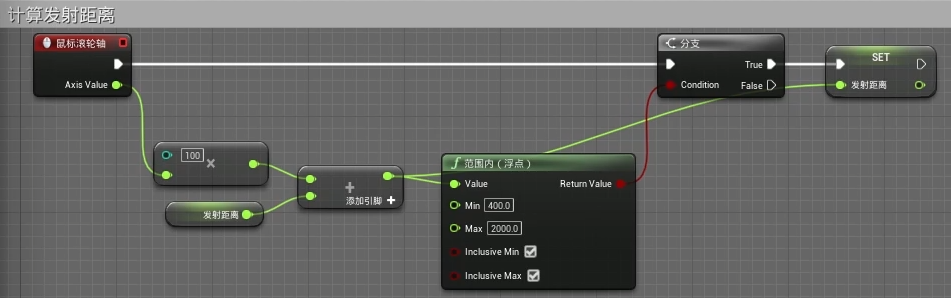 计算发射距离
鼠标滚轮轴
Axis Value
100
×
发射距离
+
添加引脚 +
f 范围内（浮点）
Value
Return Value
Min 400.0
Max 2000.0
Inclusive Min
Inclusive Max
分支
True
Condition
False
SET
发射距离